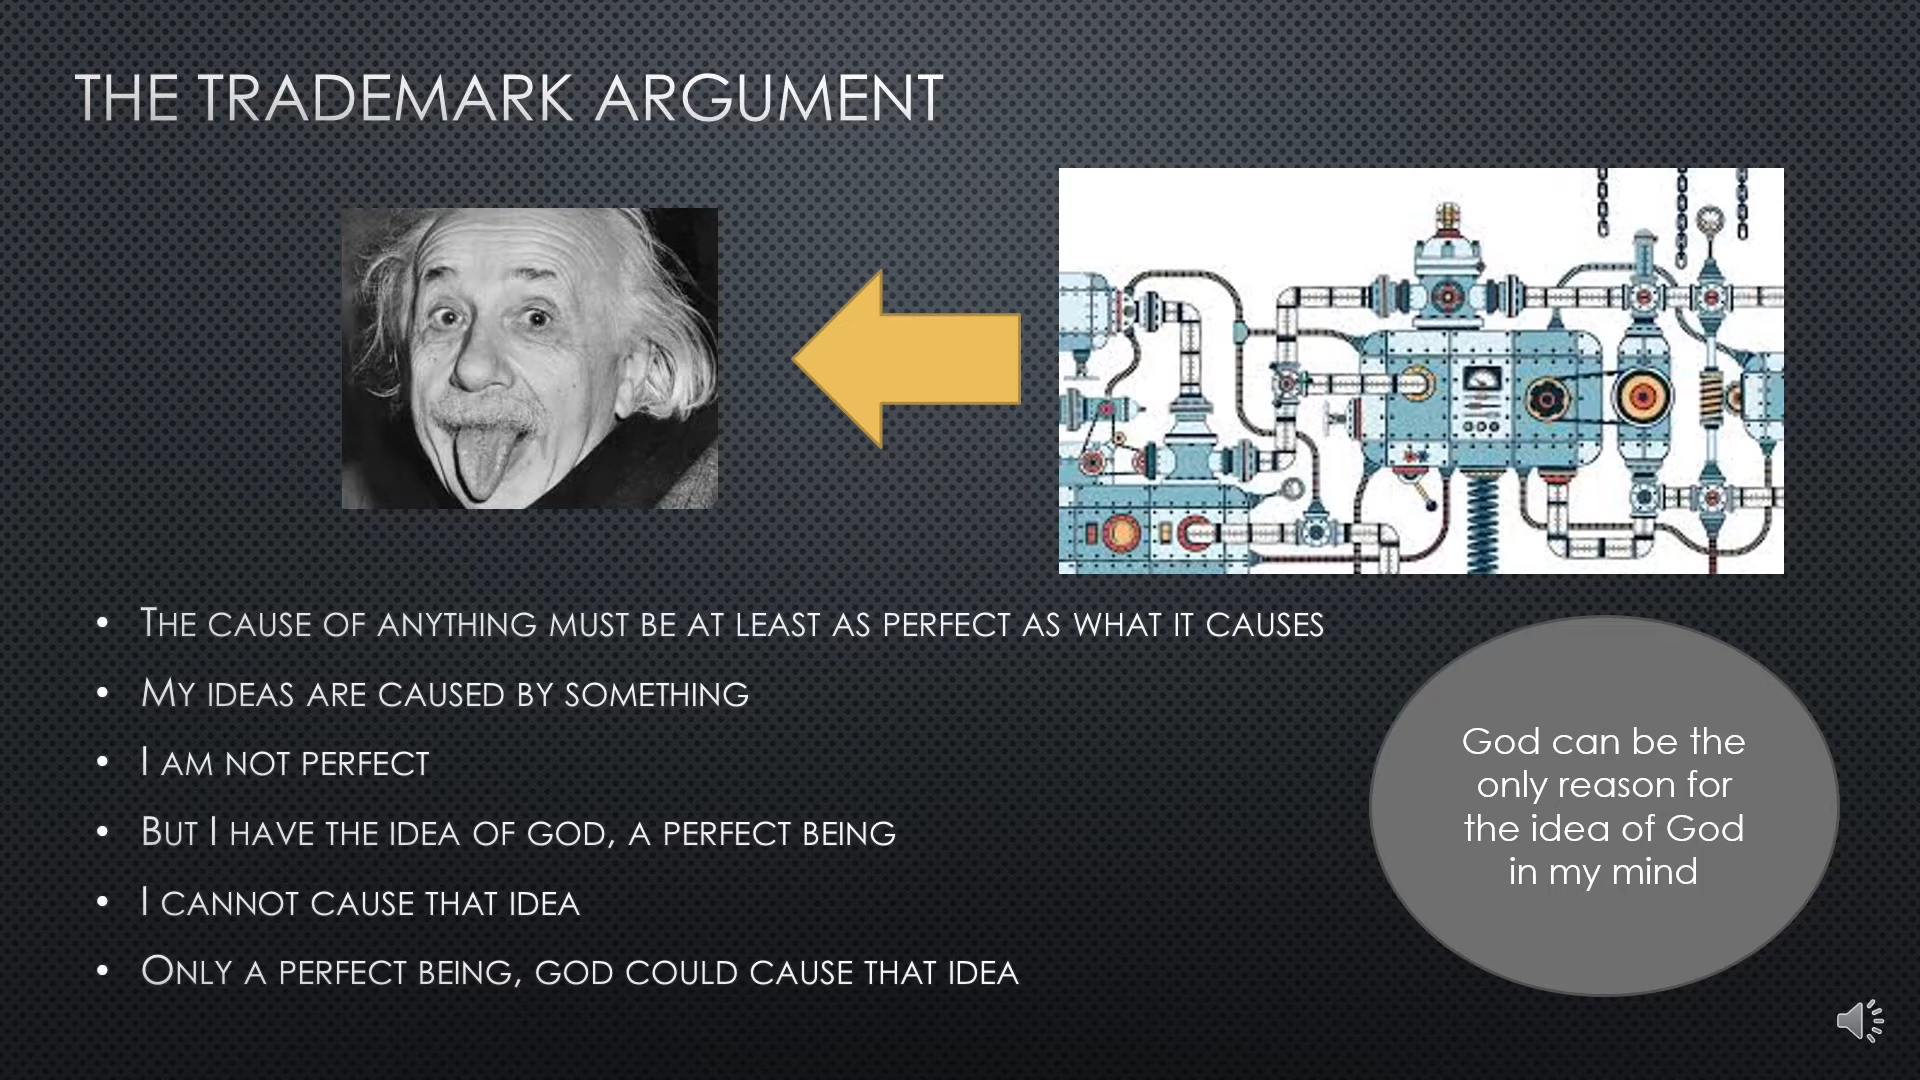 THE TRADEMARK ARGUMENT
• THE CAUSE OF ANYTHING MUST BE AT LEAST AS PERFECT AS WHAT IT CAUSES
• MY IDEAS ARE CAUSED BY SOMETHING
• I AM NOT PERFECT
• BUT I HAVE THE IDEA OF GOD, A PERFECT BEING
• I CANNOT CAUSE THAT IDEA
• ONLY A PERFECT BEING, GOD COULD CAUSE THAT IDEA
God can be the
only reason for
the idea of God
in my mind